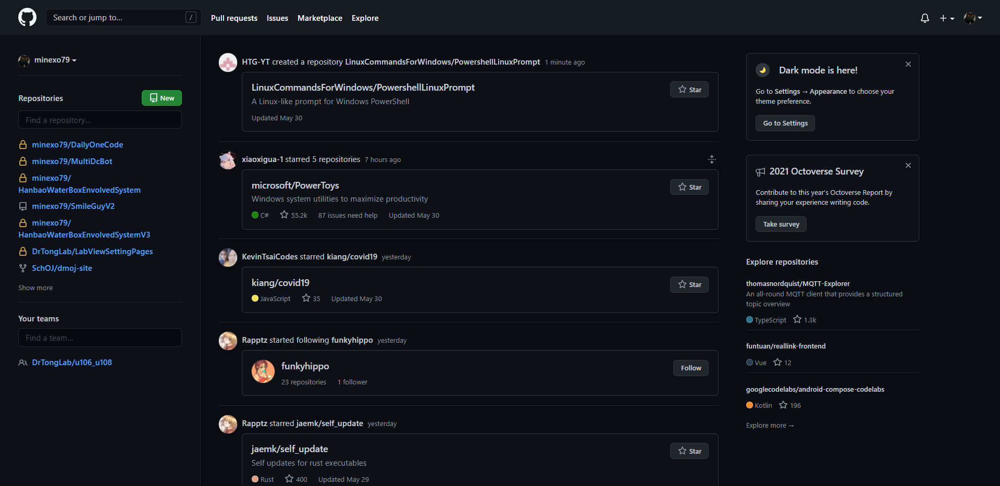 Search or jump to...
/
Pull requests
Issues
Marketplace
Explore
minexo79
Repositories
New
Find a repository...
minexo79/DailyOneCode
minexo79/MultiDcBot
minexo79/
HanbaoWaterBoxEnvolvedSystem
minexo79/SmileGuyV2
minexo79/
HanbaoWaterBoxEnvolvedSystemV3
DrTongLab/LabViewSettingPages
SchOJ/dmoj-site
Show more
Your teams
Find a team...
DrTongLab/u106_u108
HTG-YT created a repository LinuxCommandsForWindows/PowershellLinuxPrompt 1 minute ago
LinuxCommandsForWindows/PowershellLinuxPrompt
Star
A Linux-like prompt for Windows PowerShell
Updated May 30
xiaoxigua-1 starred 5 repositories 7 hours ago
microsoft/PowerToys
Star
Windows system utilities to maximize productivity
C# 55.2k 87 issues need help Updated May 30
KevinTsaiCodes starred kiang/covid19 yesterday
kiang/covid19
Star
JavaScript 35 Updated May 30
Rapptz started following funkyhippo yesterday
funkyhippo
Follow
23 repositories 1 follower
Rapptz starred jaemk/self_update yesterday
jaemk/self_update
Star
Self updates for rust executables
Rust 400 Updated May 29
Dark mode is here!
Go to Settings → Appearance to choose your
theme preference.
Go to Settings
2021 Octoverse Survey
Contribute to this year's Octoverse Report by
sharing your experience writing code.
Take survey
Explore repositories
thomasnordquist/MQTT-Explorer
An all-round MQTT client that provides a structured
topic overview
TypeScript 1.3k
funtuan/reallink-frontend
Vue 12
googlecodelabs/android-compose-codelabs
Kotlin 196
Explore more →